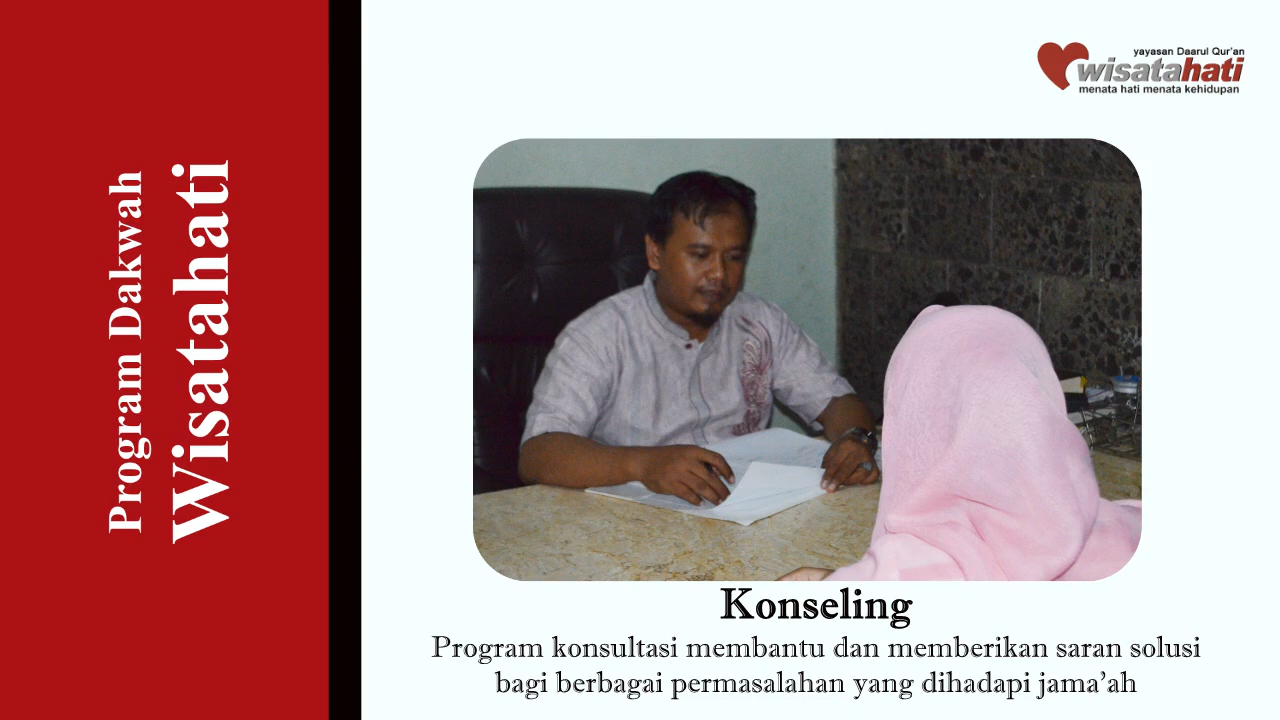 Program Dakwah
Wisatahati
yayasan Daarul Qur'an
wisatahati
menata hati menata kehidupan
Konseling
Program konsultasi membantu dan memberikan saran solusi
bagi berbagai permasalahan yang dihadapi jama’ah